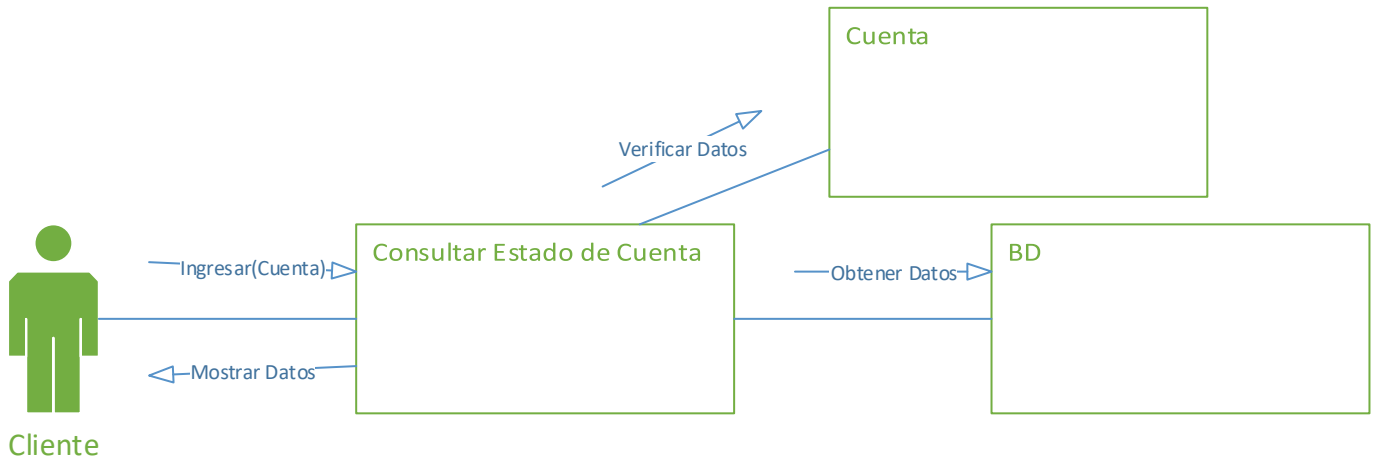 Cuenta
Verificar Datos
Consultar Estado de Cuenta
BD
Ingresar(Cuenta)
Obtener Datos
Mostrar Datos
Cliente